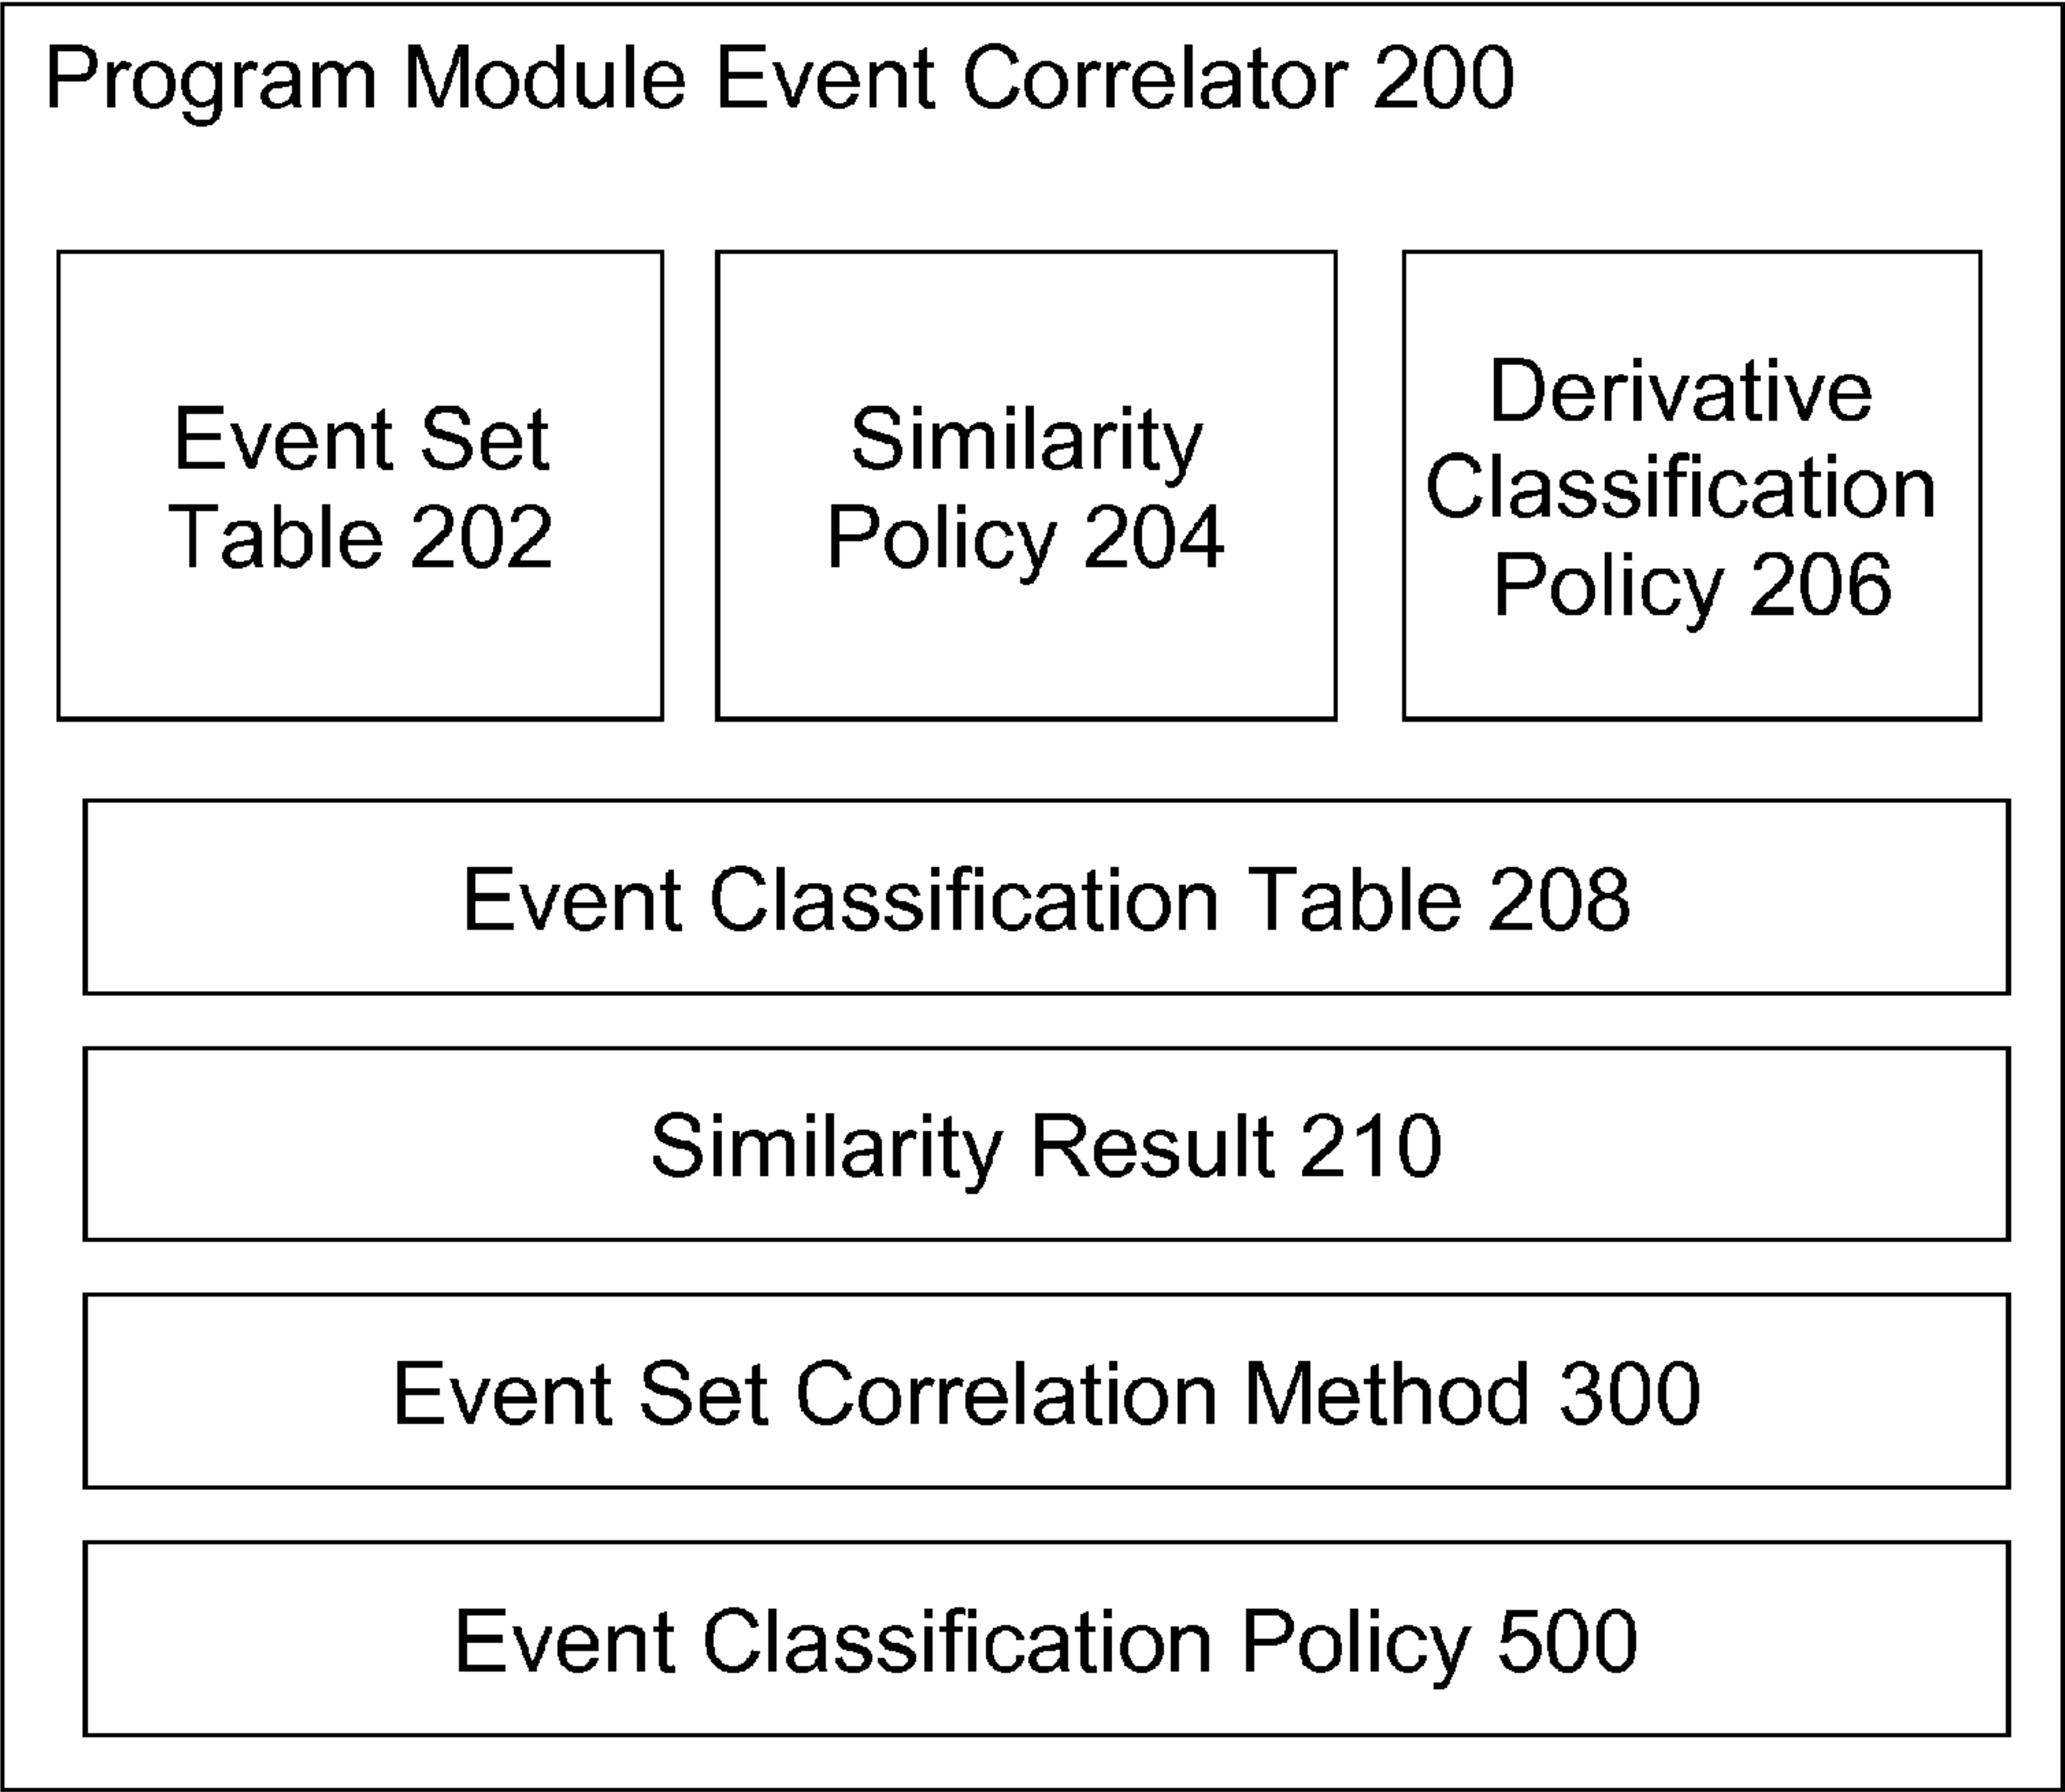 Program Module Event Correlator 200
Event Set
Table 202
Similarity
Policy 204
Derivative
Classification
Policy 206
Event Classification Table 208
Similarity Result 210
Event Set Correlation Method 300
Event Classification Policy 500